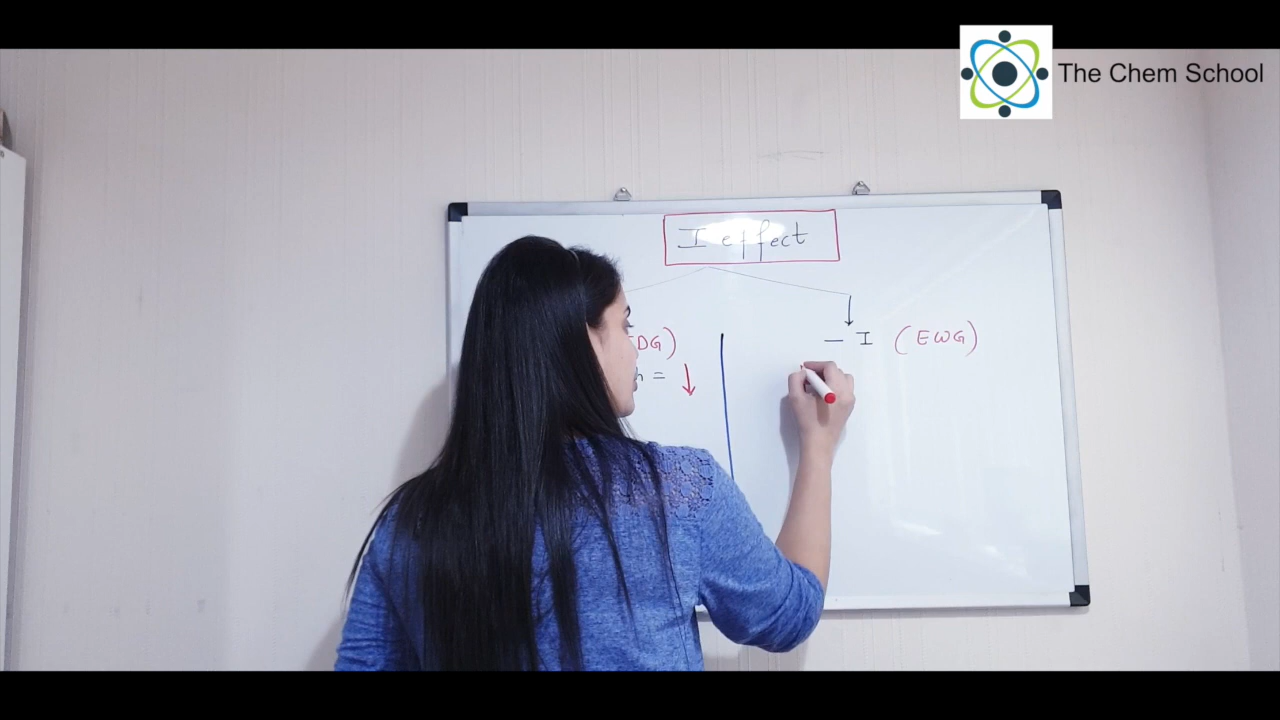 The Chem School
I effect
DG) - I (EWG)
=